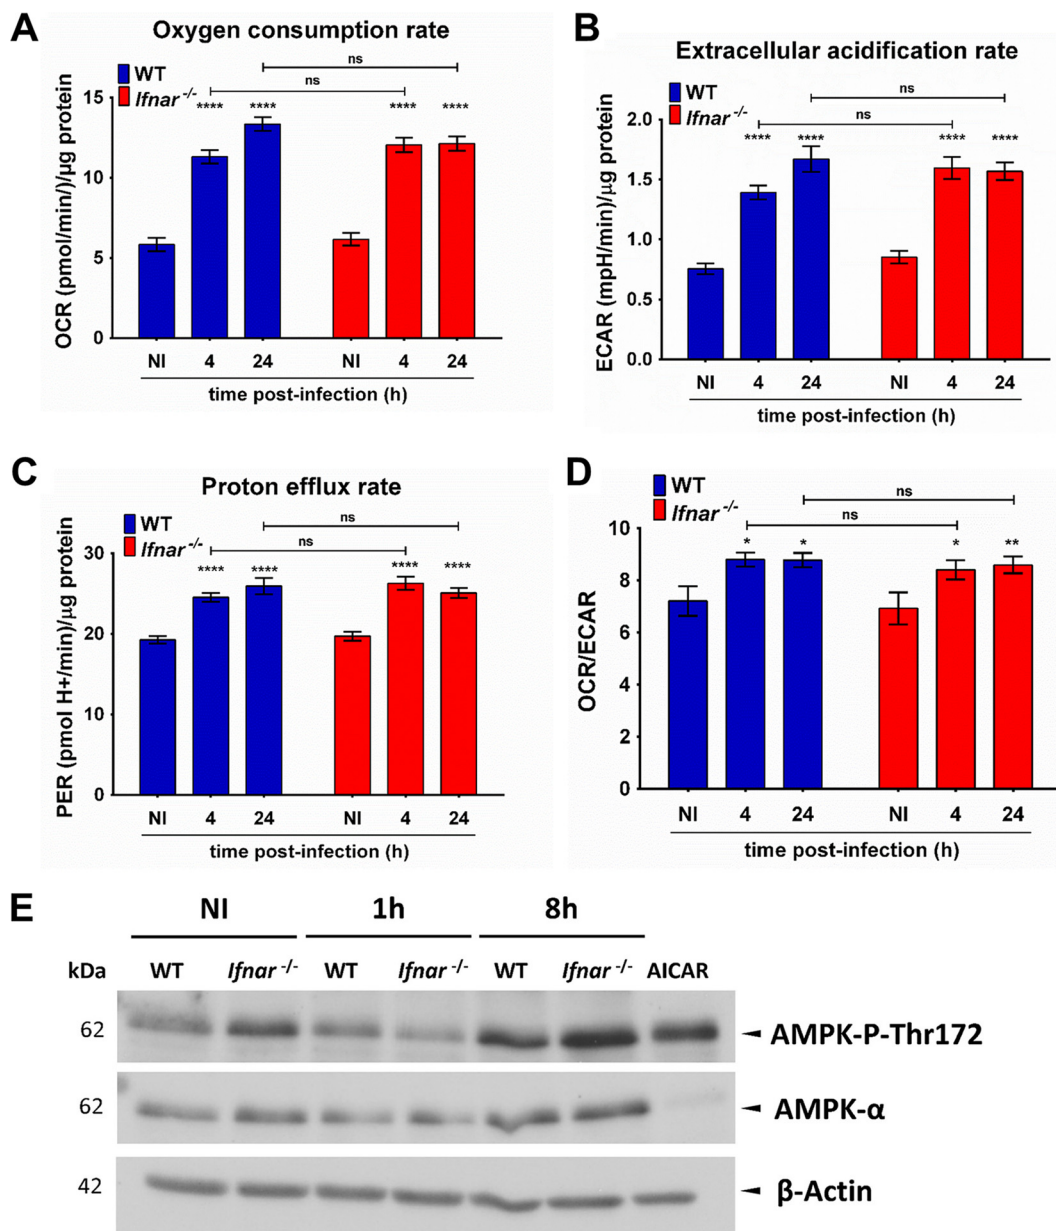 A
Oxygen consumption rate
WT
Ifnar -/-
ns
ns
**** **** **** ****
OCR (pmol/min/)/µg protein
15
10
5
0
NI 4 24 NI 4 24
time post-infection (h)
B
Extracellular acidification rate
WT
Ifnar -/-
ns
ns
**** **** **** ****
ECAR (mpH/min)/µg protein
2.0
1.5
1.0
0.5
0.0
NI 4 24 NI 4 24
time post-infection (h)
C
Proton efflux rate
WT
Ifnar -/-
ns
ns
**** **** **** ****
PER (pmol H+/min)/µg protein
30
20
10
0
NI 4 24 NI 4 24
time post-infection (h)
D
WT
Ifnar -/-
ns
ns
* * * **
OCR/ECAR
10
8
6
4
2
0
NI 4 24 NI 4 24
time post-infection (h)
E
NI 1h 8h
kDa WT Ifnar -/- WT Ifnar -/- WT Ifnar -/- AICAR
62 AMPK-P-Thr172
62 AMPK-α
42 β-Actin